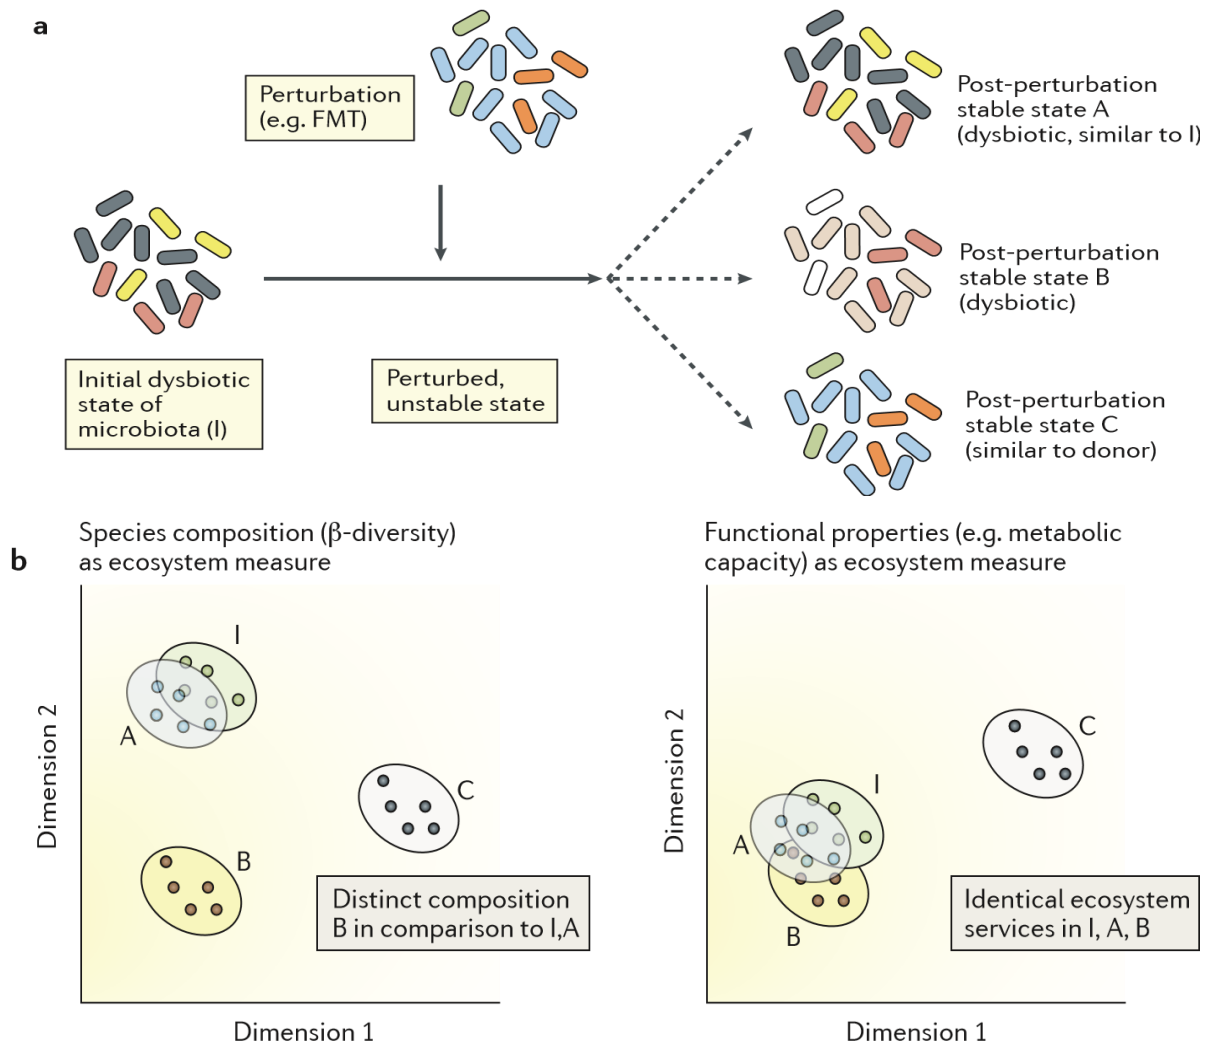 a
Perturbation
(e.g. FMT)
Post-perturbation
stable state A
(dysbiotic, similar to I)
Post-perturbation
stable state B
(dysbiotic)
Initial dysbiotic
state of
microbiota (I)
Perturbed,
unstable state
Post-perturbation
stable state C
(similar to donor)
b
Species composition (β-diversity)
as ecosystem measure
Dimension 2
I
A
C
B
Distinct composition
B in comparison to I,A
Dimension 1
Functional properties (e.g. metabolic
capacity) as ecosystem measure
Dimension 2
C
I
A
B
Identical ecosystem
services in I, A, B
Dimension 1